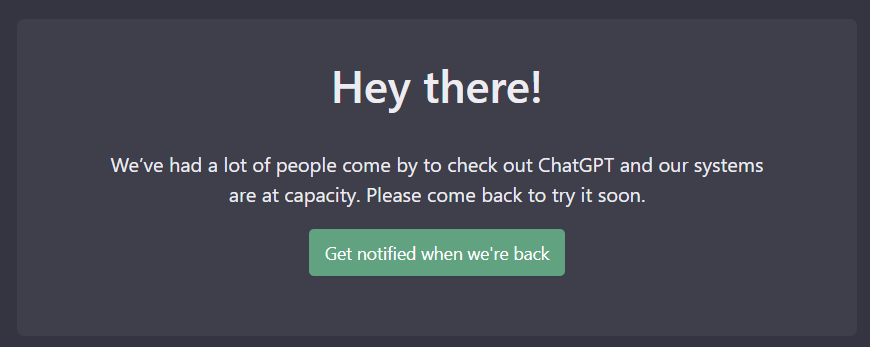 Hey there!
We've had a lot of people come by to check out ChatGPT and our systems
are at capacity. Please come back to try it soon.
Get notified when we're back